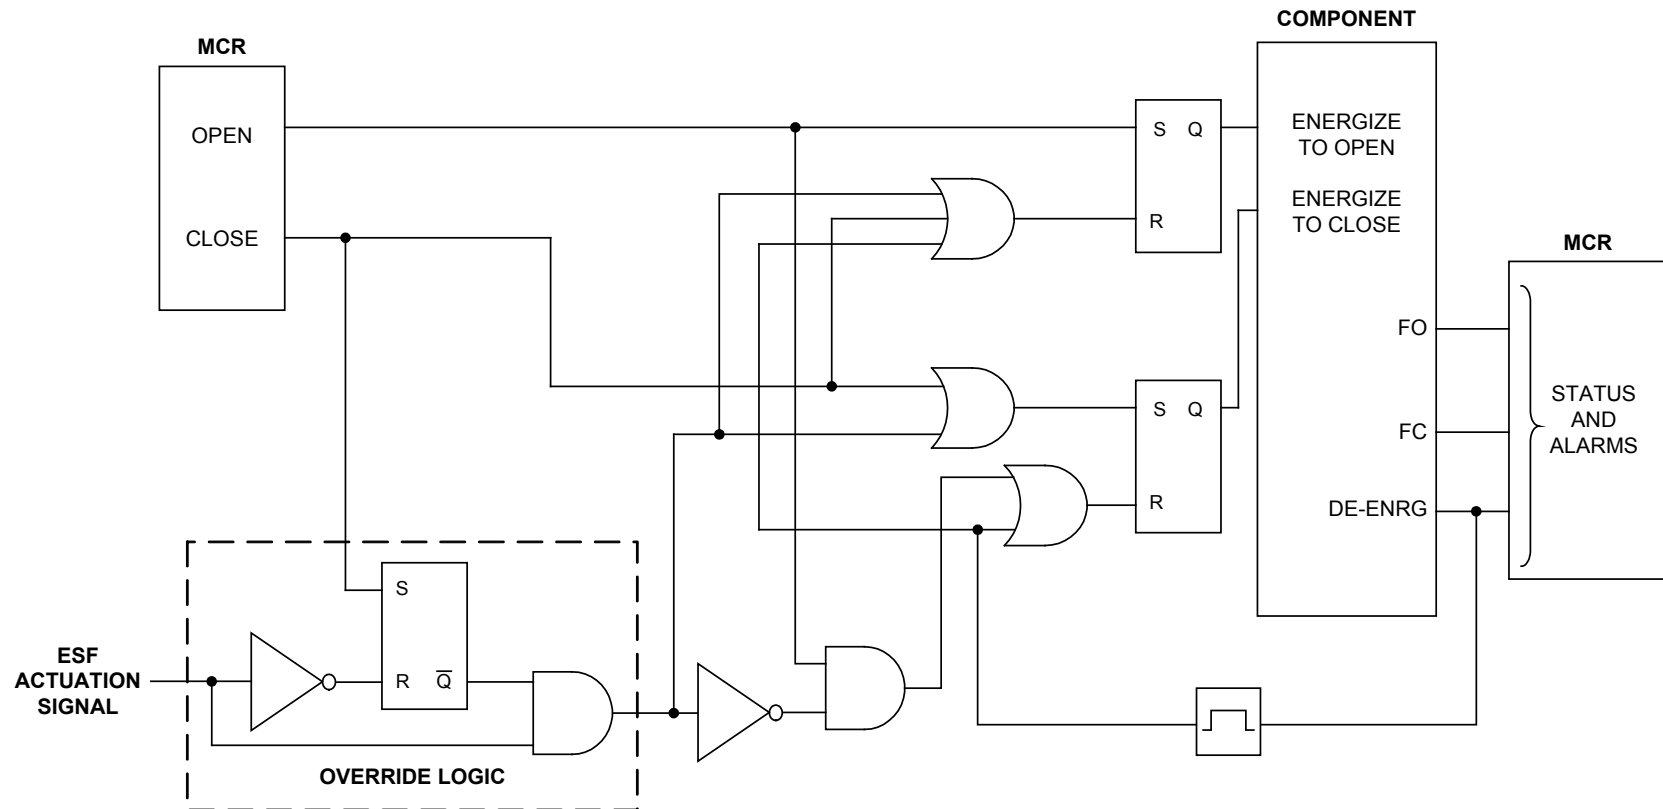 COMPONENT
MCR
OPEN
CLOSE
S Q
R
ENERGIZE
TO OPEN
ENERGIZE
TO CLOSE
MCR
FO
FC
DE-ENRG
STATUS
AND
ALARMS
S Q
R
S
R Q̅
ESF
ACTUATION
SIGNAL
OVERRIDE LOGIC